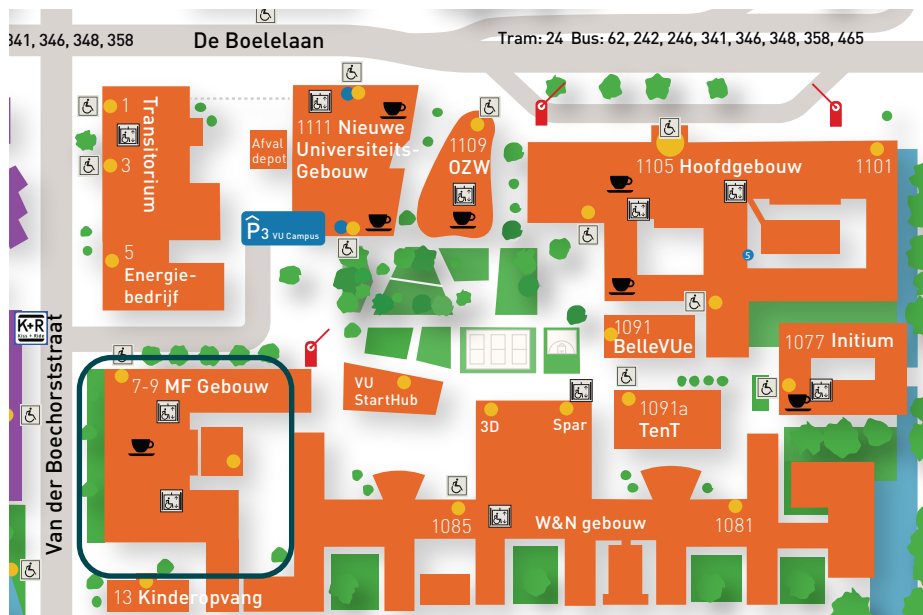 341, 346, 348, 358
De Boelelaan
Tram: 24 Bus: 62, 242, 246, 341, 346, 348, 358, 465
1
3
Transitorium
5
Energie-
bedrijf
Afval
depot
1111 Nieuwe
Universiteits-
Gebouw
P3 VU Campus
1109
OZW
1105 Hoofdgebouw
1101
5
K+R
Kiss + Ride
Van der Boechorststraat
1091
BelleVUe
1077 Initium
7-9 MF Gebouw
VU
StartHub
3D
Spar
1091a
TenT
1085
W&N gebouw
1081
13 Kinderopvang